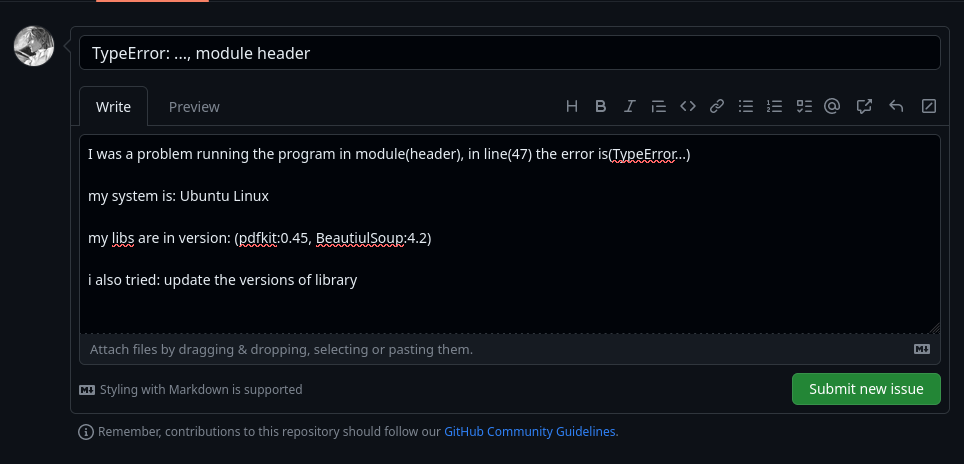 TypeError: ..., module header
Write
Preview
I was a problem running the program in module(header), in line(47) the error is(TypeError...)
my system is: Ubuntu Linux
my libs are in version: (pdfkit:0.45, BeautiulSoup:4.2)
i also tried: update the versions of library
Attach files by dragging & dropping, selecting or pasting them.
Styling with Markdown is supported
Submit new issue
Remember, contributions to this repository should follow our GitHub Community Guidelines.